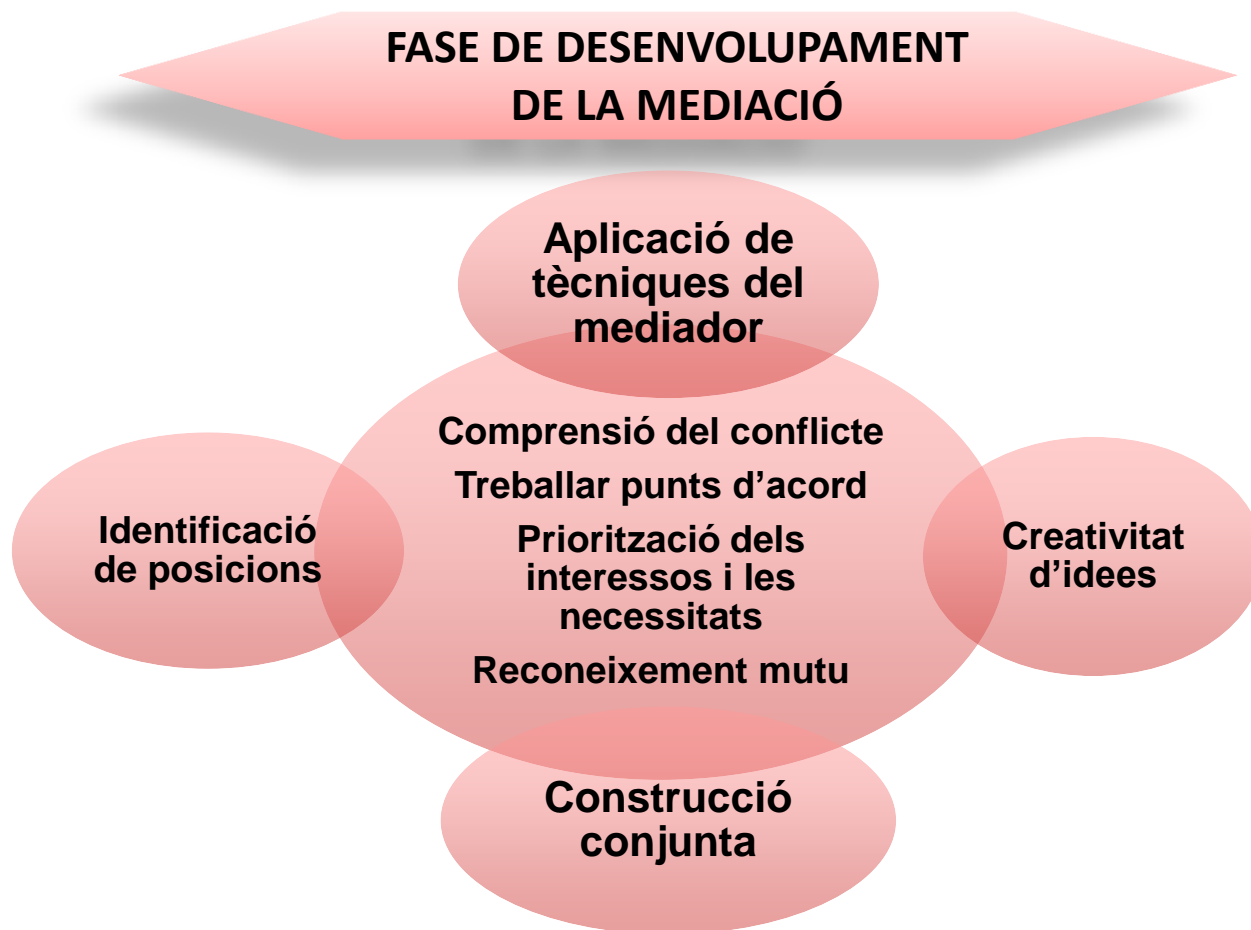 FASE DE DESENVOLUPAMENT
DE LA MEDIACIÓ
Aplicació de
tècniques del
mediador
Comprensió del conflicte
Treballar punts d’acord
Priorització dels
interessos i les
necessitats
Reconeixement mutu
Identificació
de posicions
Creativitat
d’idees
Construcció
conjunta